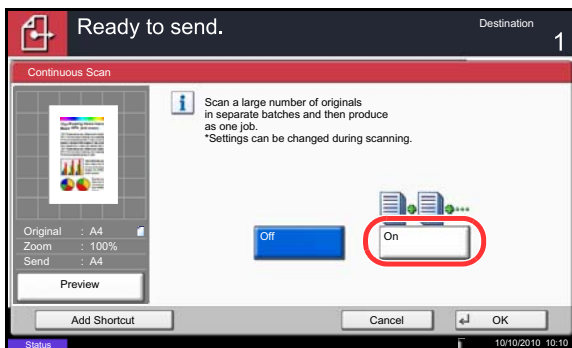 Ready to send.
Destination
1
Continuous Scan
Scan a large number of originals
in separate batches and then produce
as one job.
*Settings can be changed during scanning.
Original : A4
Zoom : 100%
Send : A4
Preview
Off
On
Add Shortcut
Cancel
OK
Status
10/10/2010 10:10